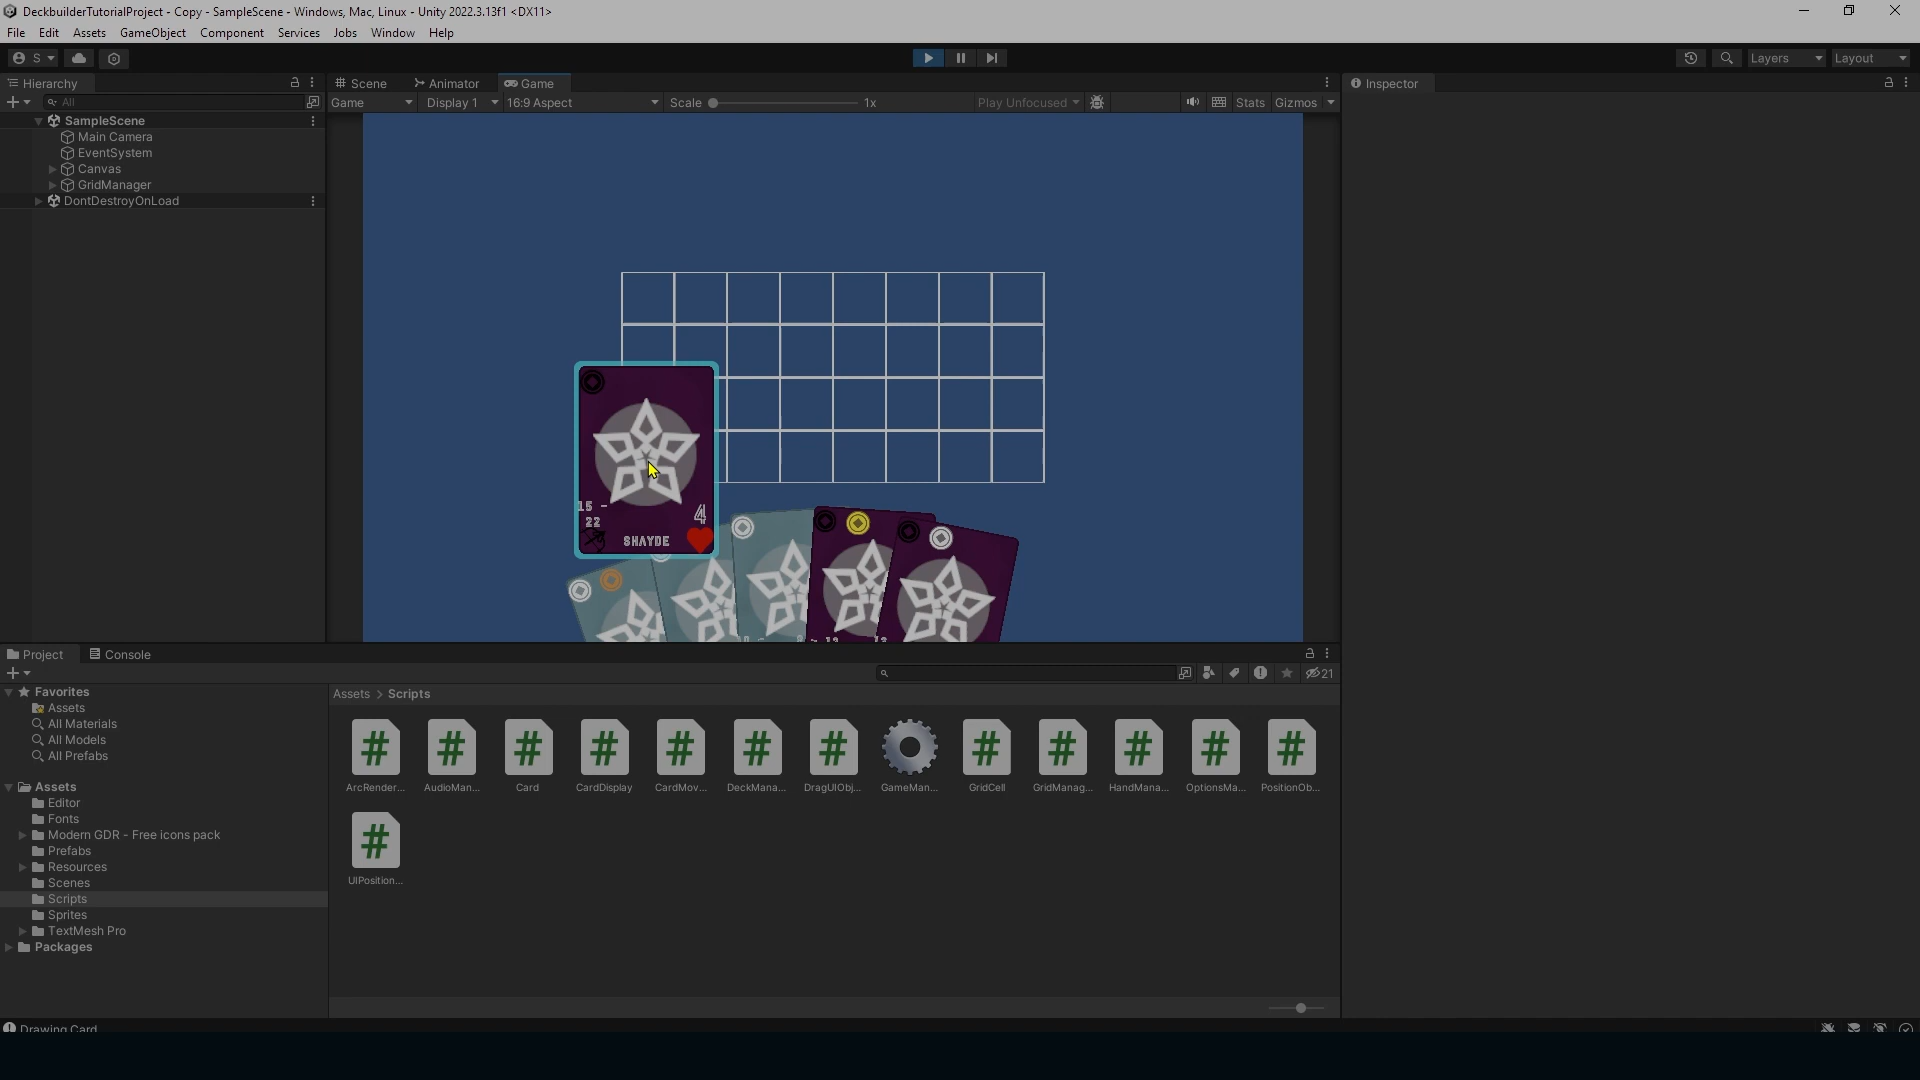 DeckbuilderTutorialProject - Copy - SampleScene - Windows, Mac, Linux - Unity 2022.3.13f1 <DX11>
File Edit Assets GameObject Component Services Jobs Window Help
S Layers Layout
Hierarchy Scene Animator Game Inspector
All Game Display 1 16:9 Aspect Scale 1x Play Unfocused Stats Gizmos
SampleScene
Main Camera
EventSystem
Canvas
GridManager
DontDestroyOnLoad
15 -
22
4
SHAYDE
Project Console
21
Favorites
Assets
All Materials
All Models
All Prefabs
Assets
Editor
Fonts
Modern GDR - Free icons pack
Prefabs
Resources
Scenes
Scripts
Sprites
TextMesh Pro
Packages
Assets > Scripts
ArcRender... AudioMan... Card CardDisplay CardMov... DeckMana... DragUIObj... GameMan... GridCell GridManag... HandMana... OptionsMa... PositionOb...
UIPosition...
Drawing Card